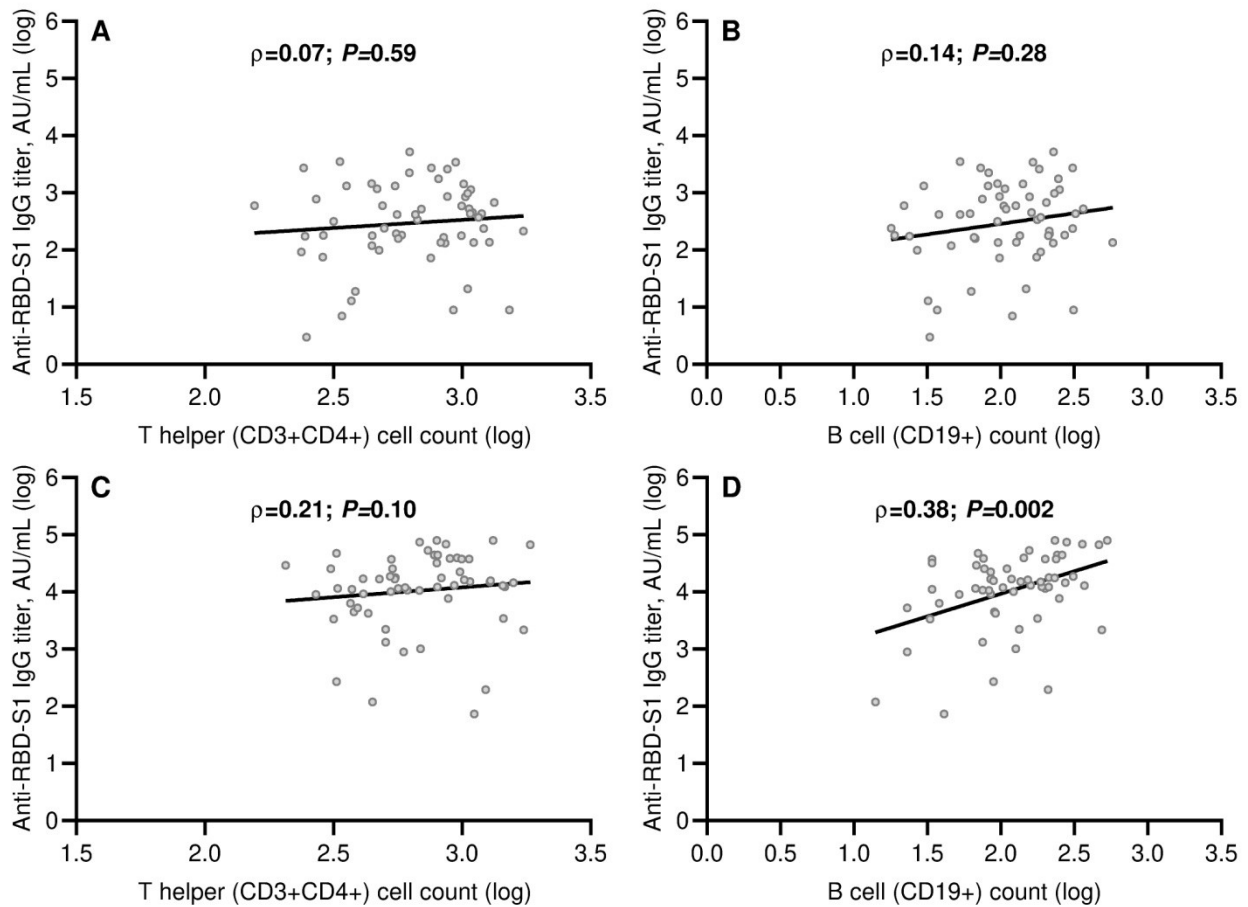 A
ρ=0.07; P=0.59
Anti-RBD-S1 IgG titer, AU/mL (log)
6
5
4
3
2
1
0
1.5 2.0 2.5 3.0 3.5
T helper (CD3+CD4+) cell count (log)
B
ρ=0.14; P=0.28
Anti-RBD-S1 IgG titer, AU/mL (log)
6
5
4
3
2
1
0
0.0 0.5 1.0 1.5 2.0 2.5 3.0 3.5
B cell (CD19+) count (log)
C
ρ=0.21; P=0.10
Anti-RBD-S1 IgG titer, AU/mL (log)
6
5
4
3
2
1
0
1.5 2.0 2.5 3.0 3.5
T helper (CD3+CD4+) cell count (log)
D
ρ=0.38; P=0.002
Anti-RBD-S1 IgG titer, AU/mL (log)
6
5
4
3
2
1
0
0.0 0.5 1.0 1.5 2.0 2.5 3.0 3.5
B cell (CD19+) count (log)